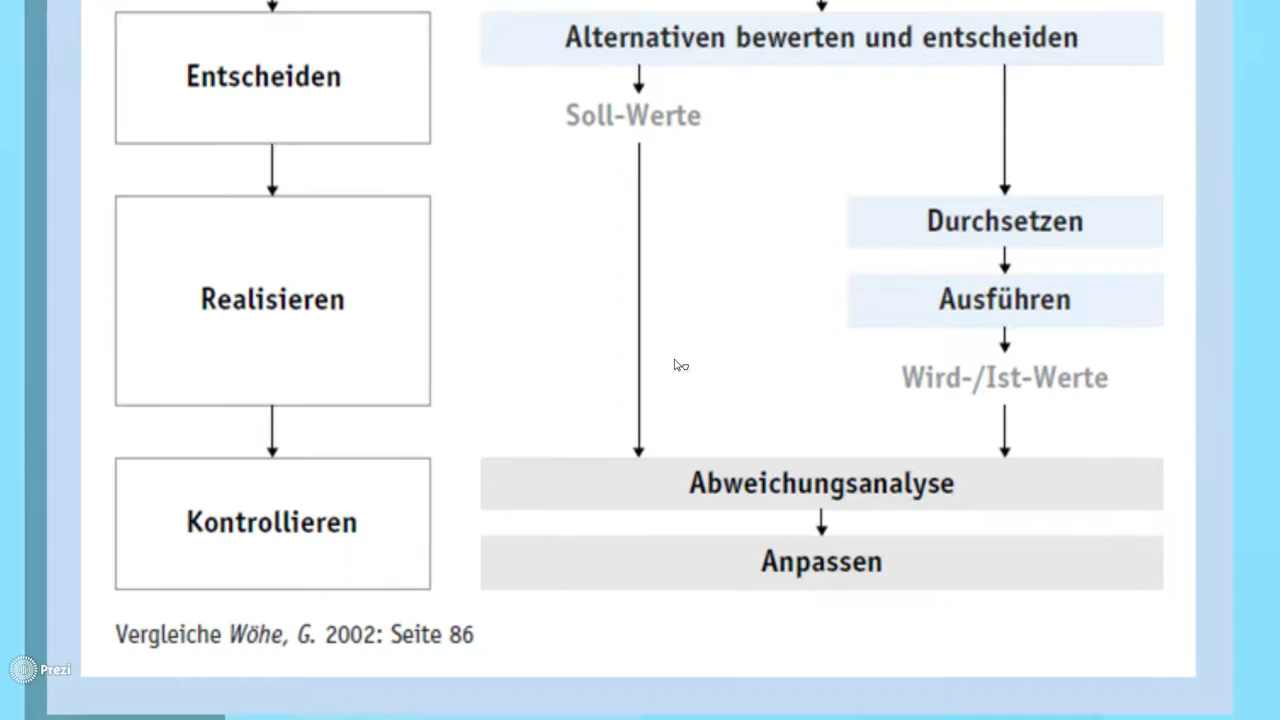 Entscheiden
Alternativen bewerten und entscheiden
Soll-Werte
Realisieren
Durchsetzen
Ausführen
Wird-/Ist-Werte
Kontrollieren
Abweichungsanalyse
Anpassen
Vergleiche Wöhe, G. 2002: Seite 86
Prezi